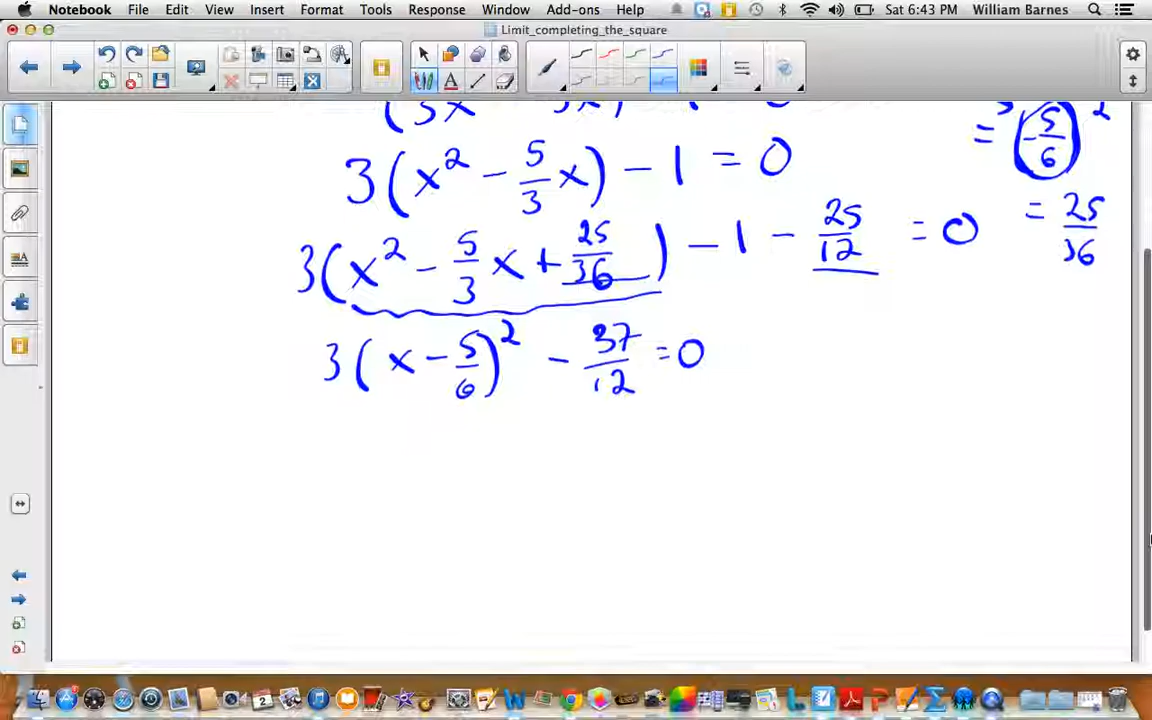 Notebook File Edit View Insert Format Tools Response Window Add-ons Help Sat 6:43 PM William Barnes
Limit_completing_the_square
3(x² - 5/3 x) - 1 = 0
= (-5/6)²
= 25/36
3(x² - 5/3 x + 25/36) - 1 - 25/12 = 0
3(x - 5/6)² - 37/12 = 0